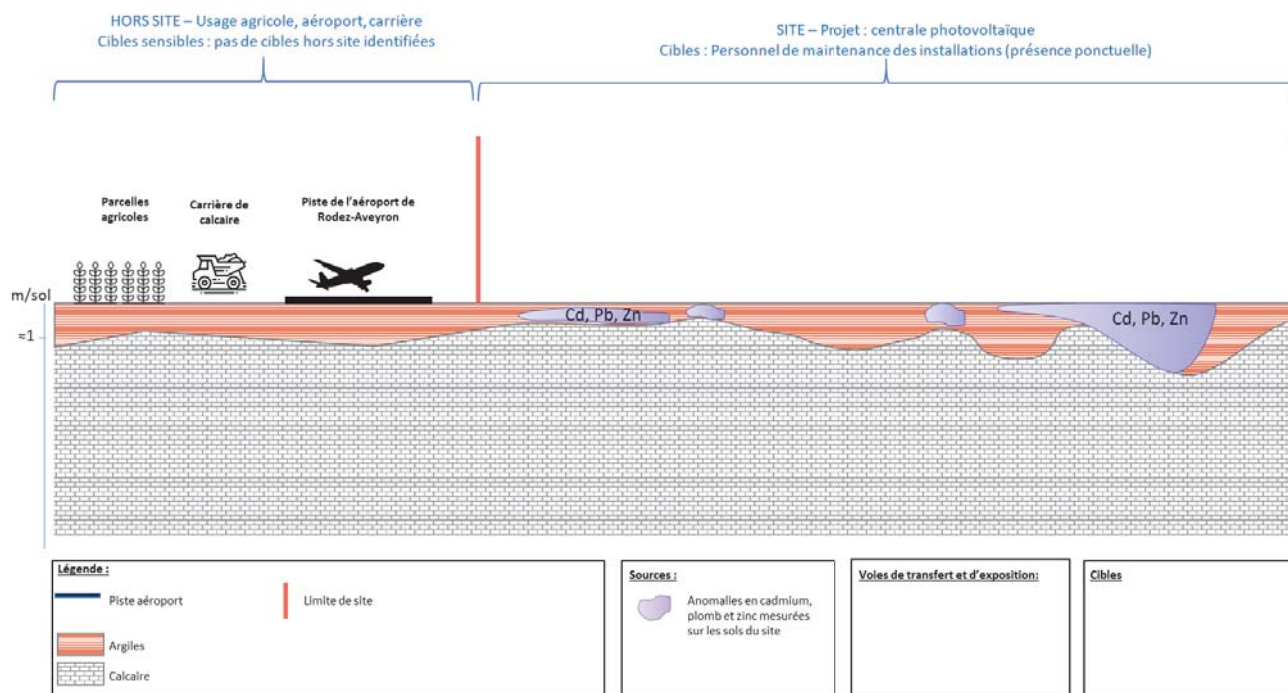 HORS SITE – Usage agricole, aéroport, carrière
Cibles sensibles : pas de cibles hors site identifiées
SITE – Projet : centrale photovoltaïque
Cibles : Personnel de maintenance des installations (présence ponctuelle)
Parcelles
agricoles
Carrière de
calcaire
Piste de l'aéroport de
Rodez-Aveyron
m/sol
≈1
Cd, Pb, Zn
Cd, Pb, Zn
Légende :
Piste aéroport
Limite de site
Argiles
Calcaire
Sources :
Anomalies en cadmium,
plomb et zinc mesurées
sur les sols du site
Voies de transfert et d'exposition:
Cibles